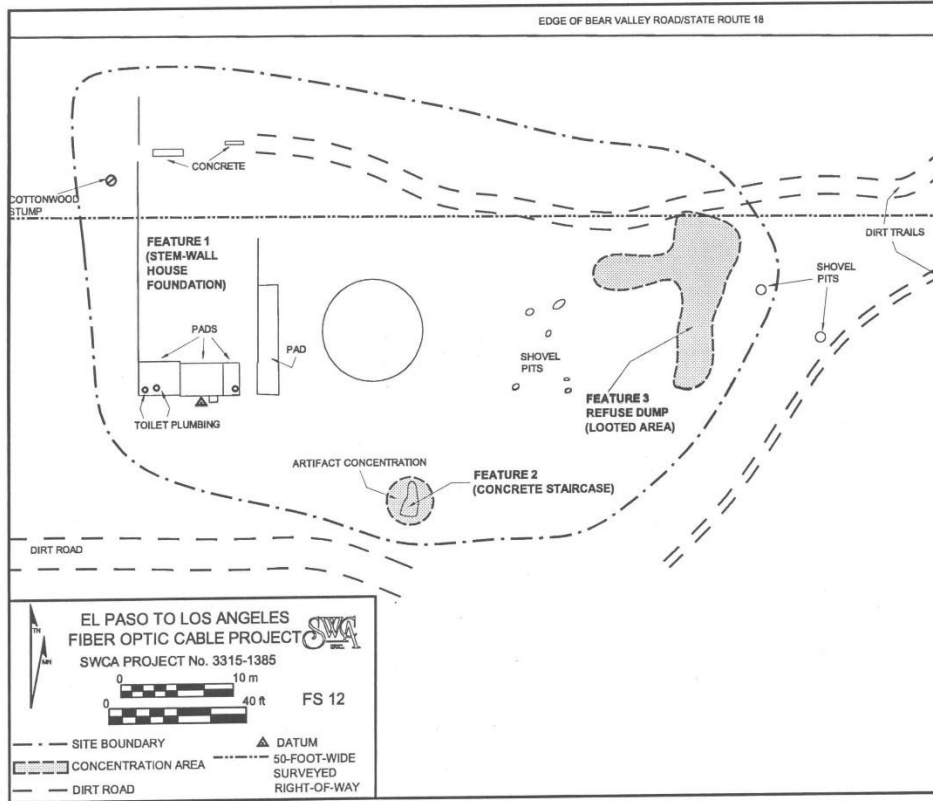 EDGE OF BEAR VALLEY ROAD/STATE ROUTE 18
CONCRETE
COTTONWOOD
STUMP
DIRT TRAILS
FEATURE 1
(STEM-WALL
HOUSE
FOUNDATION)
SHOVEL
PITS
PADS
PAD
SHOVEL
PITS
FEATURE 3
REFUSE DUMP
(LOOTED AREA)
TOILET PLUMBING
ARTIFACT CONCENTRATION
FEATURE 2
(CONCRETE STAIRCASE)
DIRT ROAD
TN
MN
EL PASO TO LOS ANGELES
FIBER OPTIC CABLE PROJECT
SWCA
INC.
SWCA PROJECT No. 3315-1385
0 10 m
0 40 ft
FS 12
SITE BOUNDARY
CONCENTRATION AREA
DIRT ROAD
DATUM
50-FOOT-WIDE
SURVEYED
RIGHT-OF-WAY